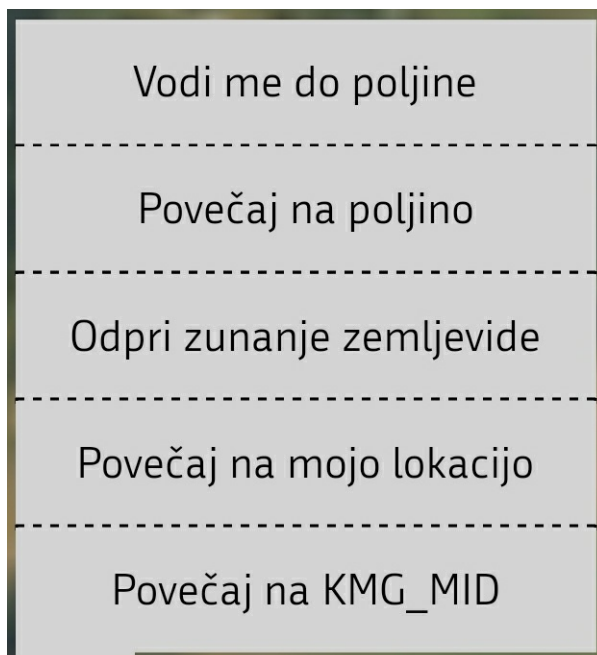 Vodi me do poljine
Povečaj na poljino
Odpri zunanje zemljevide
Povečaj na mojo lokacijo
Povečaj na KMG_MID